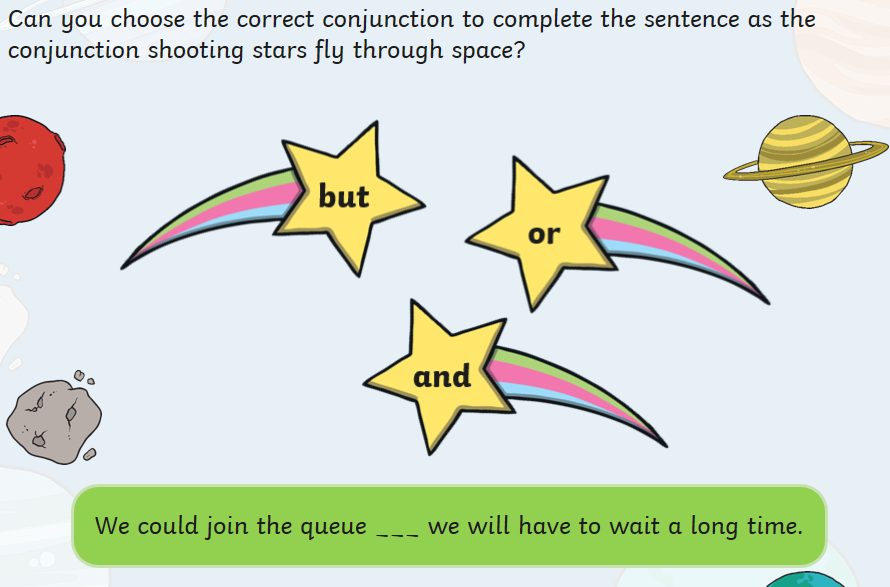 Can you choose the correct conjunction to complete the sentence as the
conjunction shooting stars fly through space?
but
or
and
We could join the queue ___ we will have to wait a long time.